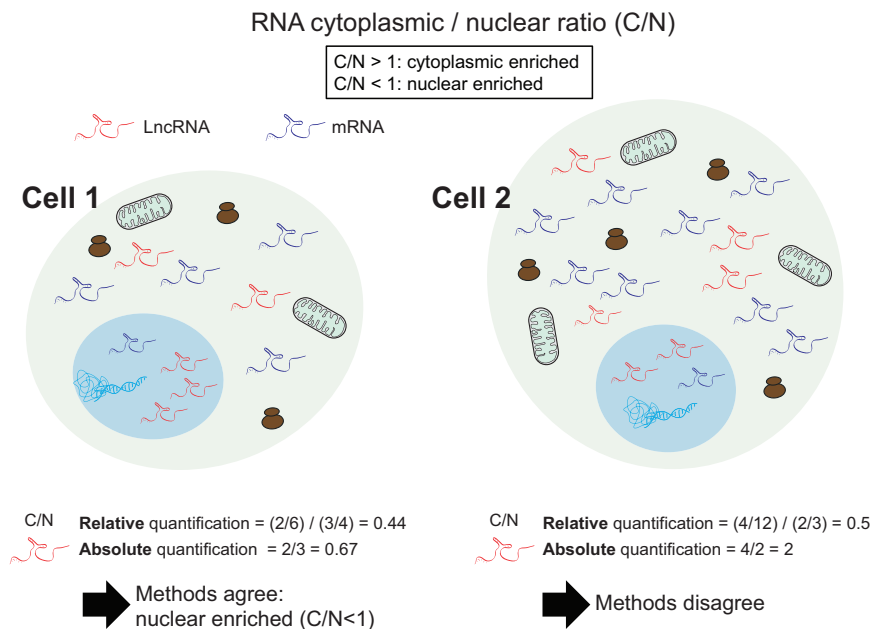 RNA cytoplasmic / nuclear ratio (C/N)
C/N > 1: cytoplasmic enriched
C/N < 1: nuclear enriched
LncRNA
mRNA
Cell 1
Cell 2
C/N Relative quantification = (2/6) / (3/4) = 0.44
Absolute quantification = 2/3 = 0.67
Methods agree:
nuclear enriched (C/N<1)
C/N Relative quantification = (4/12) / (2/3) = 0.5
Absolute quantification = 4/2 = 2
Methods disagree